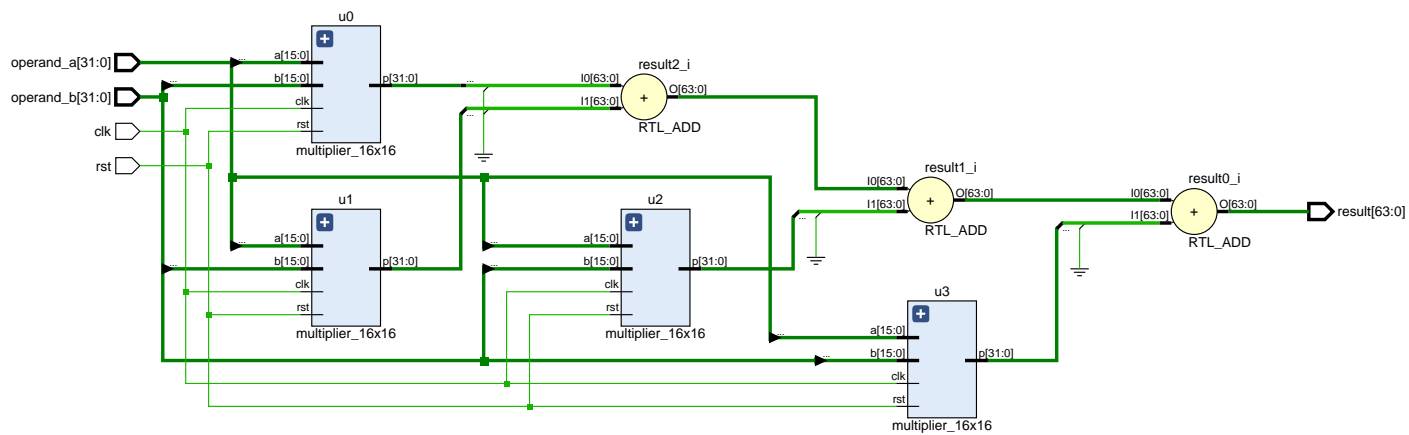 operand_a[31:0]
operand_b[31:0]
clk
rst
u0
a[15:0]
b[15:0]
clk
rst
p[31:0]
multiplier_16x16
...
...
...
...
result2_i
I0[63:0]
I1[63:0]
+
O[63:0]
RTL_ADD
u1
a[15:0]
b[15:0]
clk
rst
p[31:0]
multiplier_16x16
...
...
u2
a[15:0]
b[15:0]
clk
rst
p[31:0]
multiplier_16x16
...
...
...
result1_i
I0[63:0]
I1[63:0]
+
O[63:0]
RTL_ADD
u3
a[15:0]
b[15:0]
clk
rst
p[31:0]
multiplier_16x16
...
...
...
result0_i
I0[63:0]
I1[63:0]
+
O[63:0]
RTL_ADD
result[63:0]